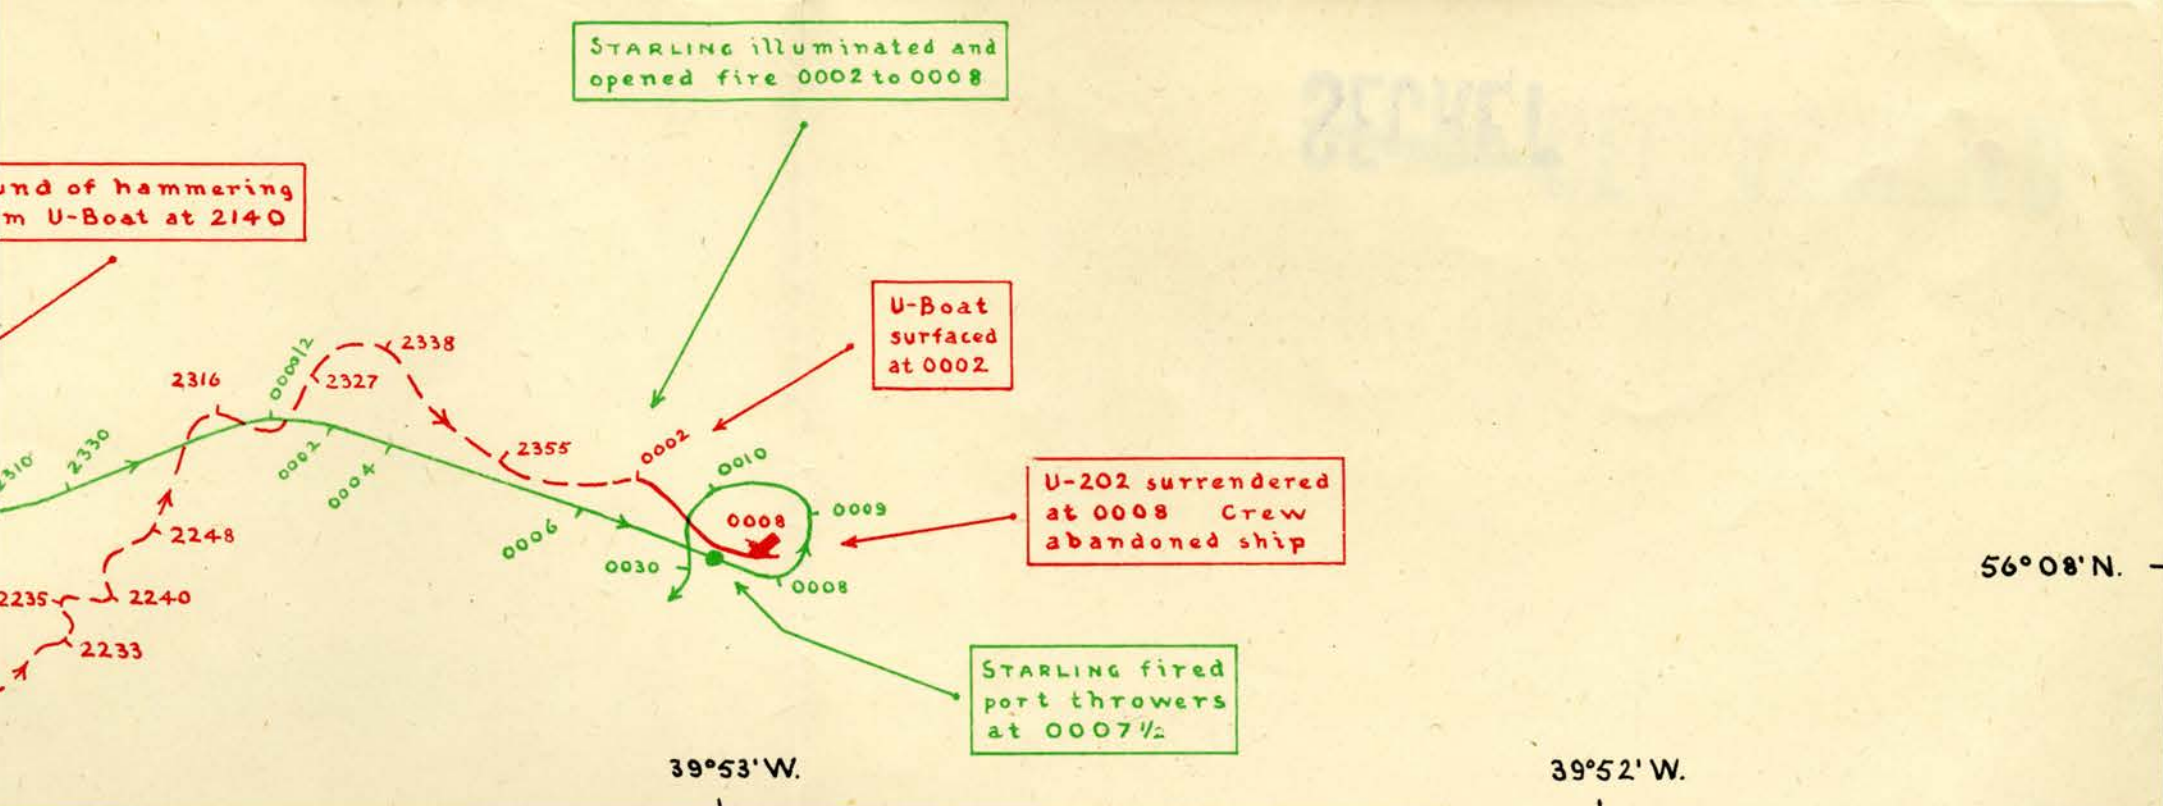 STARLING illuminated and
opened fire 0002 to 0008
und of hammering
m U-Boat at 2140
U-Boat
surfaced
at 0002
U-202 surrendered
at 0008 Crew
abandoned ship
STARLING fired
port throwers
at 0007½
2316
0000½
2338
2327
2310
2330
0002
0004
2355
0002
0010
0009
0008
0006
0030
0008
2248
2235
2240
2233
56°08'N.
39°53'W.
39°52'W.
SECRET